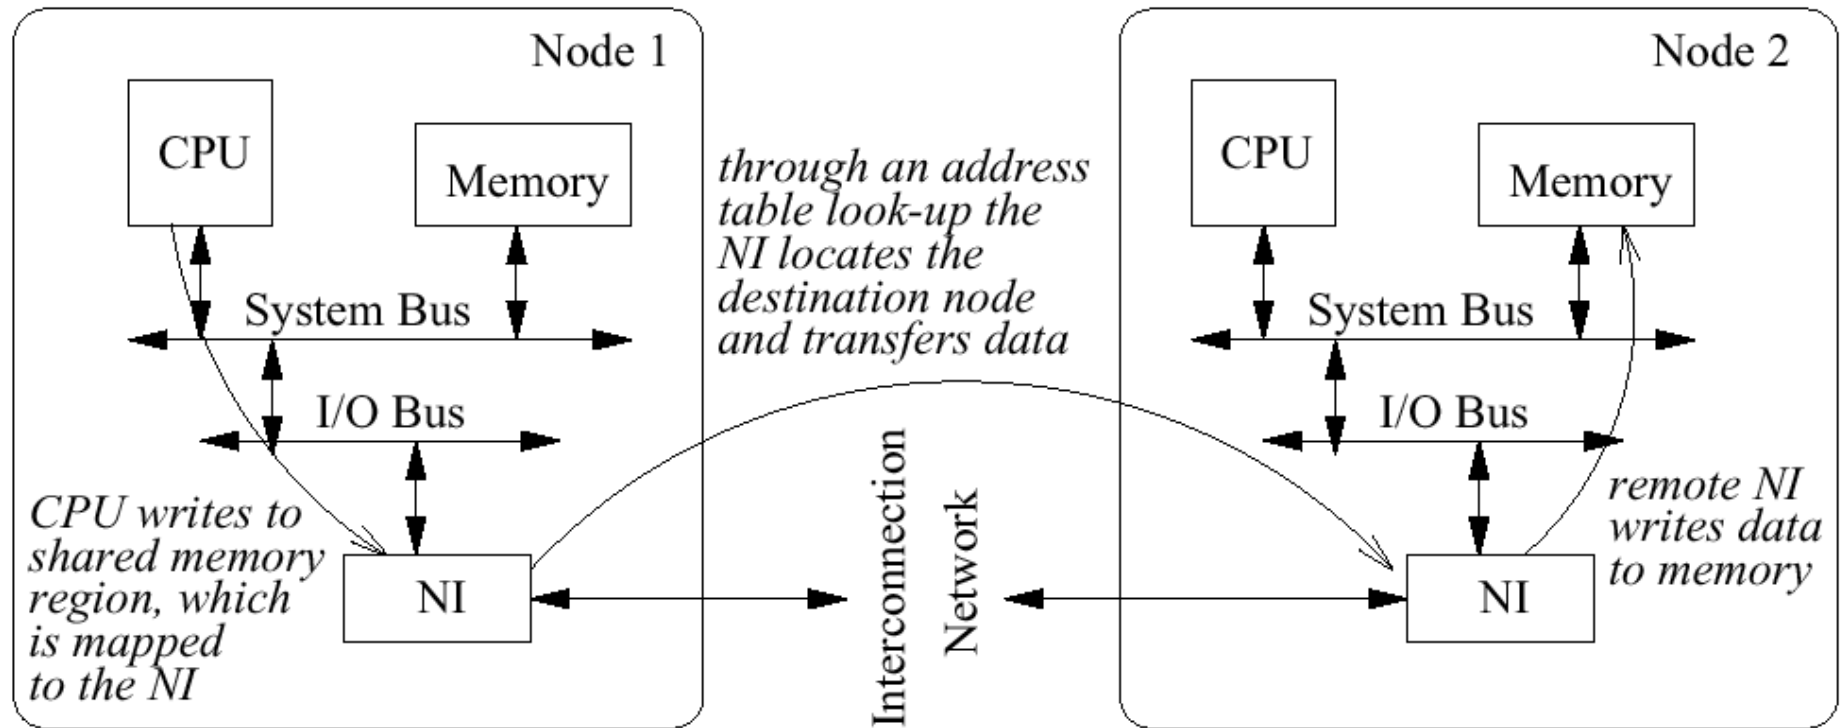 Node 1
CPU
Memory
System Bus
I/O Bus
CPU writes to
shared memory
region, which
is mapped
to the NI
NI
through an address
table look-up the
NI locates the
destination node
and transfers data
Interconnection
Network
Node 2
CPU
Memory
System Bus
I/O Bus
remote NI
writes data
to memory
NI